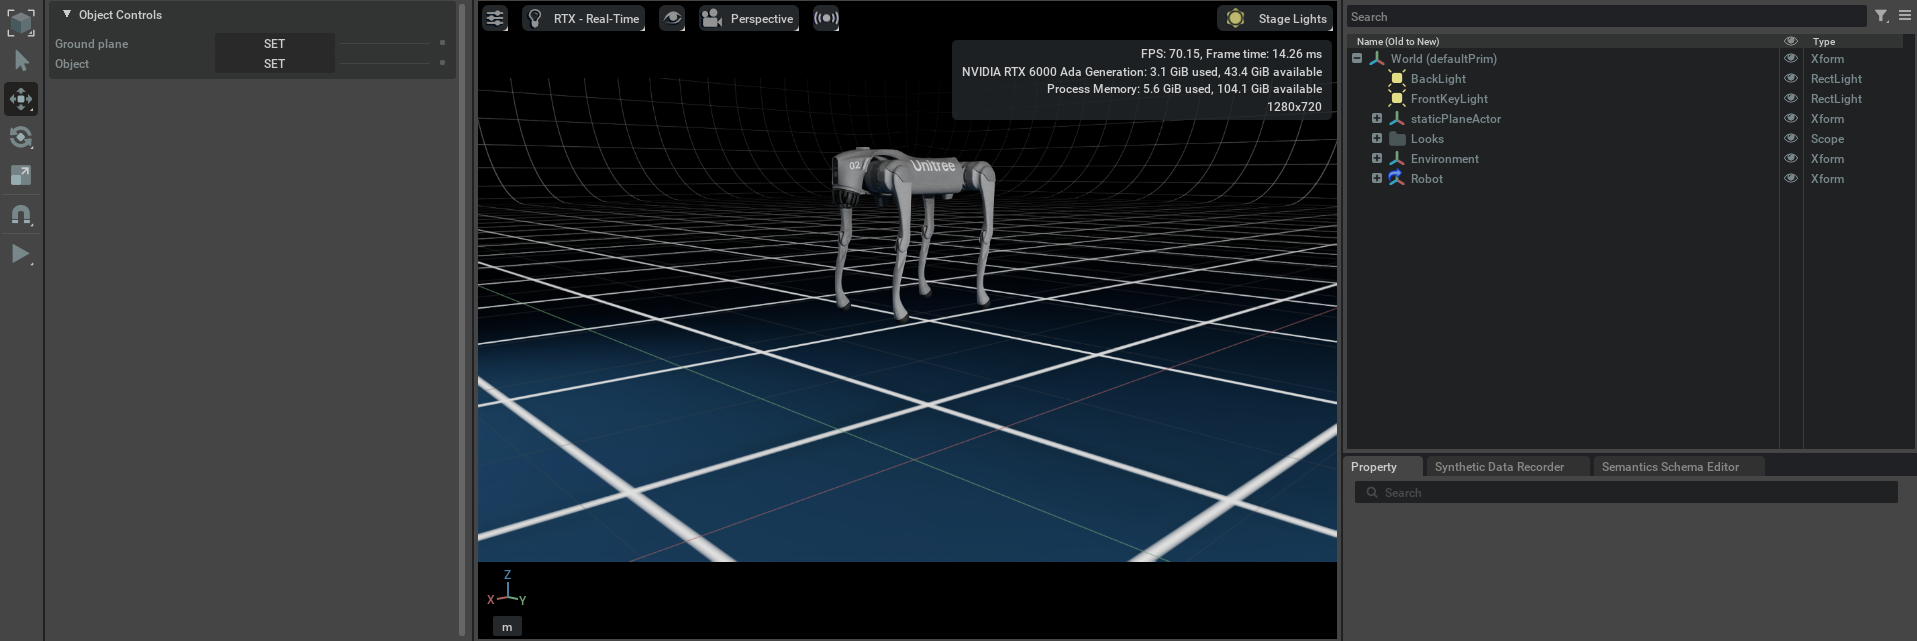 Object Controls
Ground plane SET
Object SET
RTX - Real-Time
Perspective
Stage Lights
FPS: 70.15, Frame time: 14.26 ms
NVIDIA RTX 6000 Ada Generation: 3.1 GiB used, 43.4 GiB available
Process Memory: 5.6 GiB used, 104.1 GiB available
1280x720
02
Unitree
Z
X
Y
m
Search
Name (Old to New) Type
World (defaultPrim) Xform
BackLight RectLight
FrontKeyLight RectLight
staticPlaneActor Xform
Looks Scope
Environment Xform
Robot Xform
Property Synthetic Data Recorder Semantics Schema Editor
Search